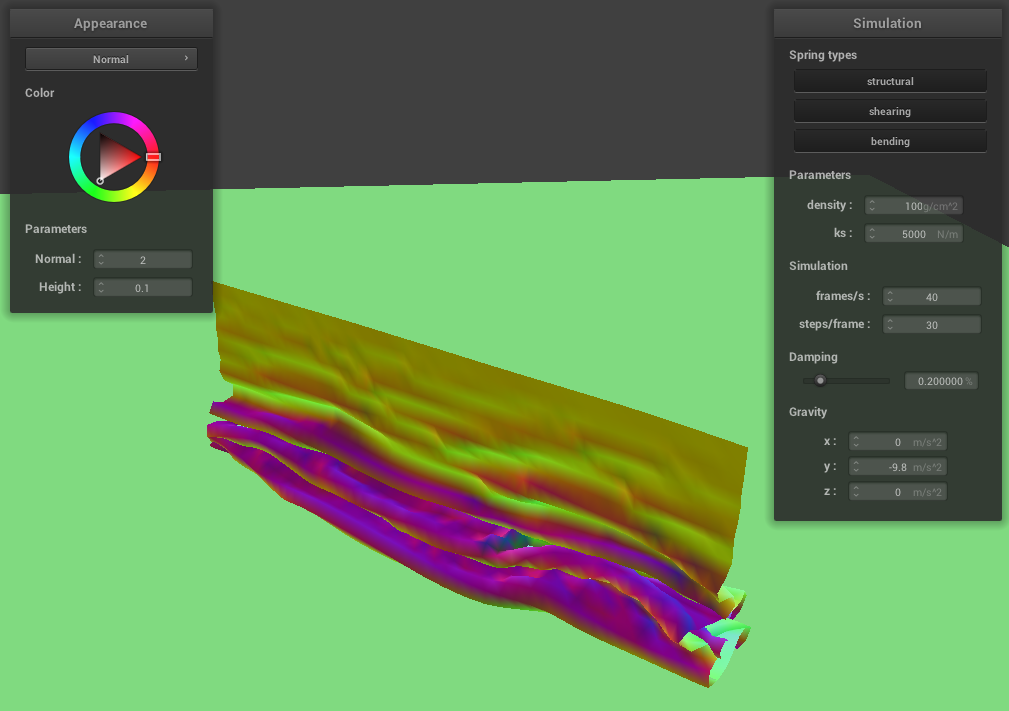 Appearance
Normal
Color
Parameters
Normal : 2
Height : 0.1
Simulation
Spring types
structural
shearing
bending
Parameters
density : 100g/cm^2
ks : 5000 N/m
Simulation
frames/s : 40
steps/frame : 30
Damping
0.200000 %
Gravity
x : 0 m/s^2
y : -9.8 m/s^2
z : 0 m/s^2